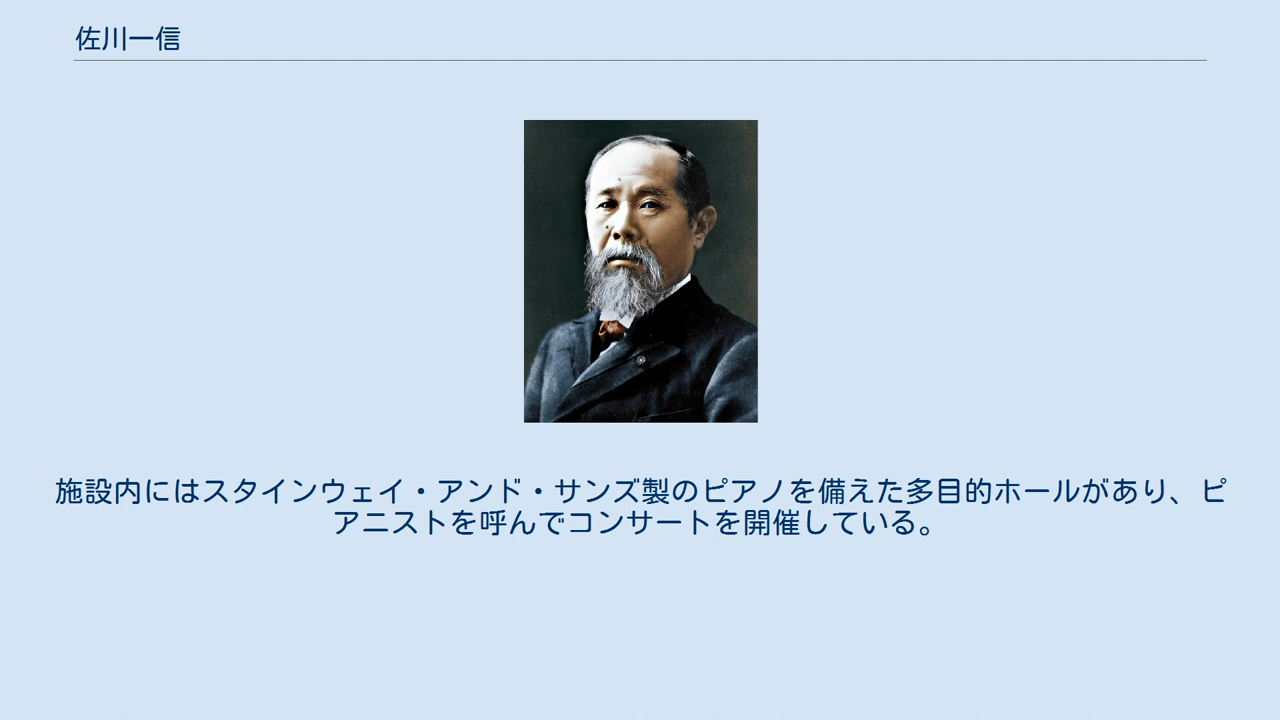 佐川一信
施設内にはスタインウェイ・アンド・サンズ製のピアノを備えた多目的ホールがあり、ピ
アニストを呼んでコンサートを開催している。